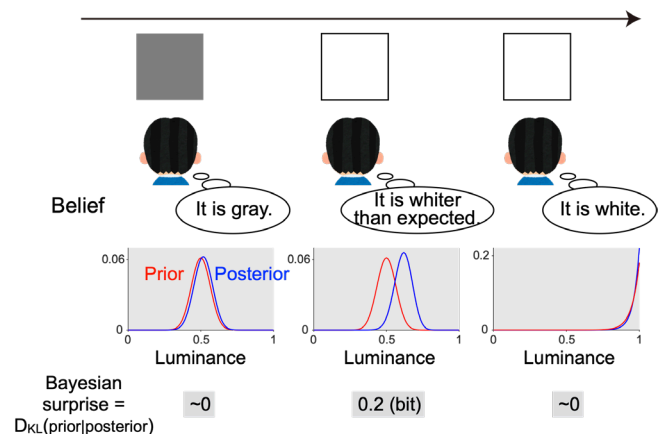 It is gray.
It is whiter
than expected.
It is white.
Belief
0.06
Prior
Posterior
0
0
0.5
1
Luminance
0.06
0
0
0.5
1
Luminance
0.2
0
0
0.5
1
Luminance
Bayesian
surprise =
DKL(prior|posterior)
~0
0.2 (bit)
~0